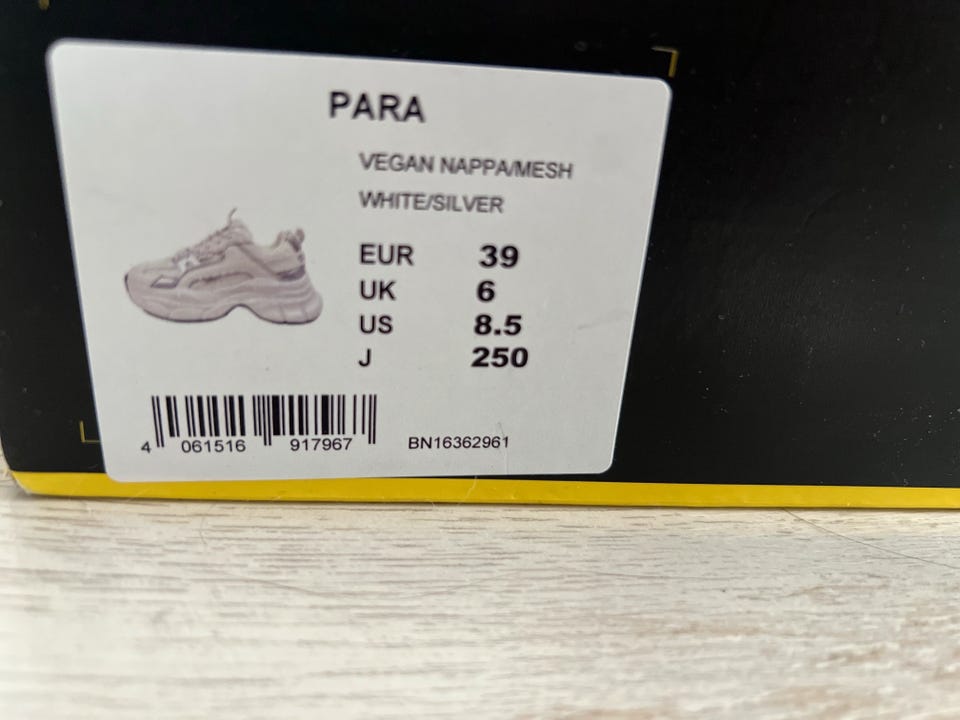 PARA
VEGAN NAPPA/MESH
WHITE/SILVER
EUR 39
UK 6
US 8.5
J 250
4 061516 917967 BN16362961